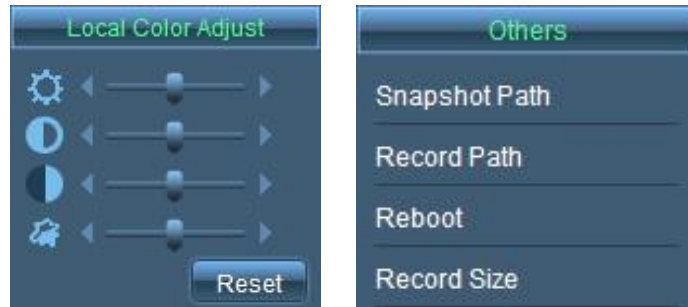 Local Color Adjust
Reset
Others
Snapshot Path
Record Path
Reboot
Record Size